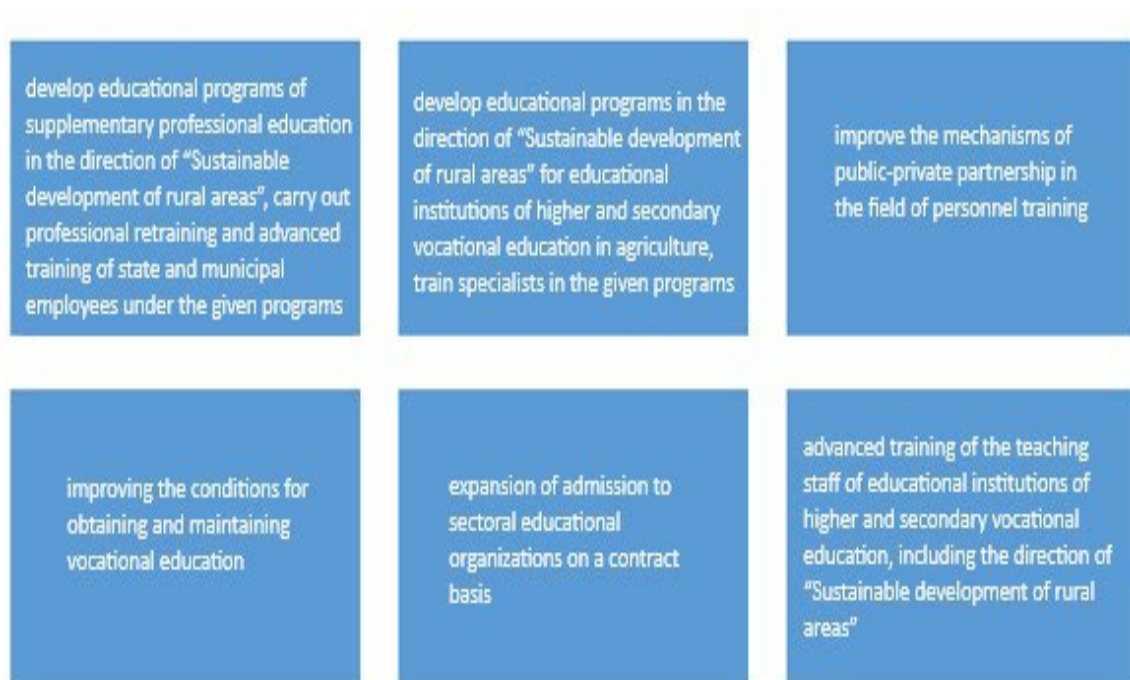 develop educational programs of
supplementary professional education
in the direction of “Sustainable
development of rural areas”, carry out
professional retraining and advanced
training of state and municipal
employees under the given programs
develop educational programs in the
direction of “Sustainable development
of rural areas” for educational
institutions of higher and secondary
vocational education in agriculture,
train specialists in the given programs
improve the mechanisms of
public-private partnership in
the field of personnel training
improving the conditions for
obtaining and maintaining
vocational education
expansion of admission to
sectoral educational
organizations on a contract
basis
advanced training of the teaching
staff of educational institutions of
higher and secondary vocational
education, including the direction of
“Sustainable development of rural
areas”